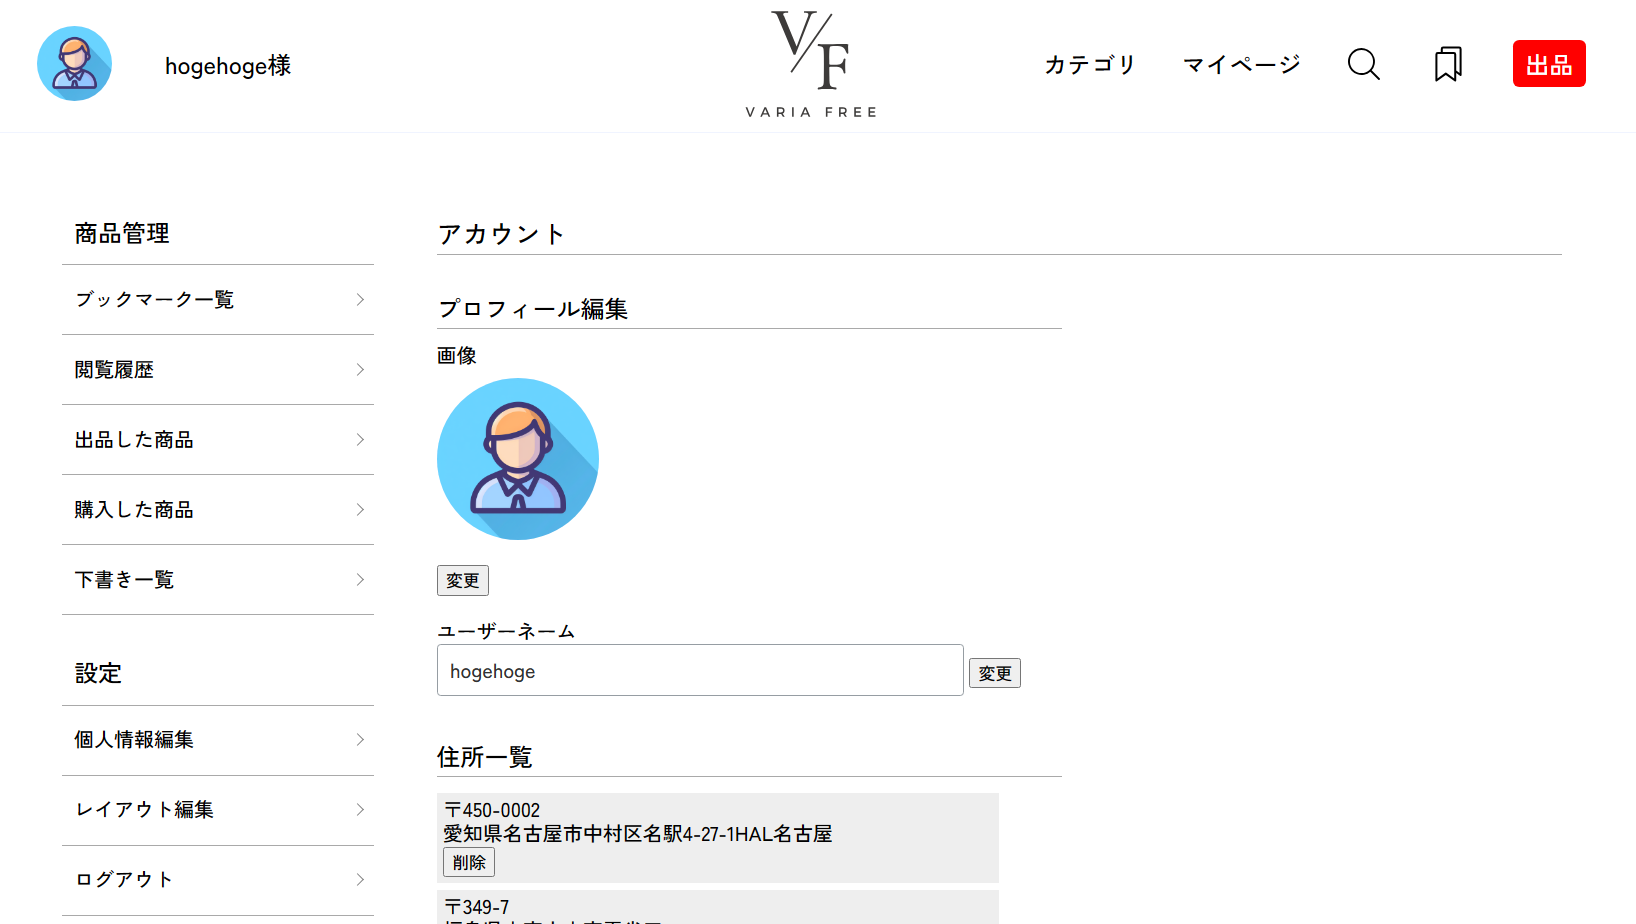 hogehoge様
VF
VARIA FREE
カテゴリ
マイページ
出品
商品管理
ブックマーク一覧
閲覧履歴
出品した商品
購入した商品
下書き一覧
設定
個人情報編集
レイアウト編集
ログアウト
アカウント
プロフィール編集
画像
変更
ユーザーネーム
hogehoge
変更
住所一覧
〒450-0002
愛知県名古屋市中村区名駅4-27-1HAL名古屋
削除
〒349-7